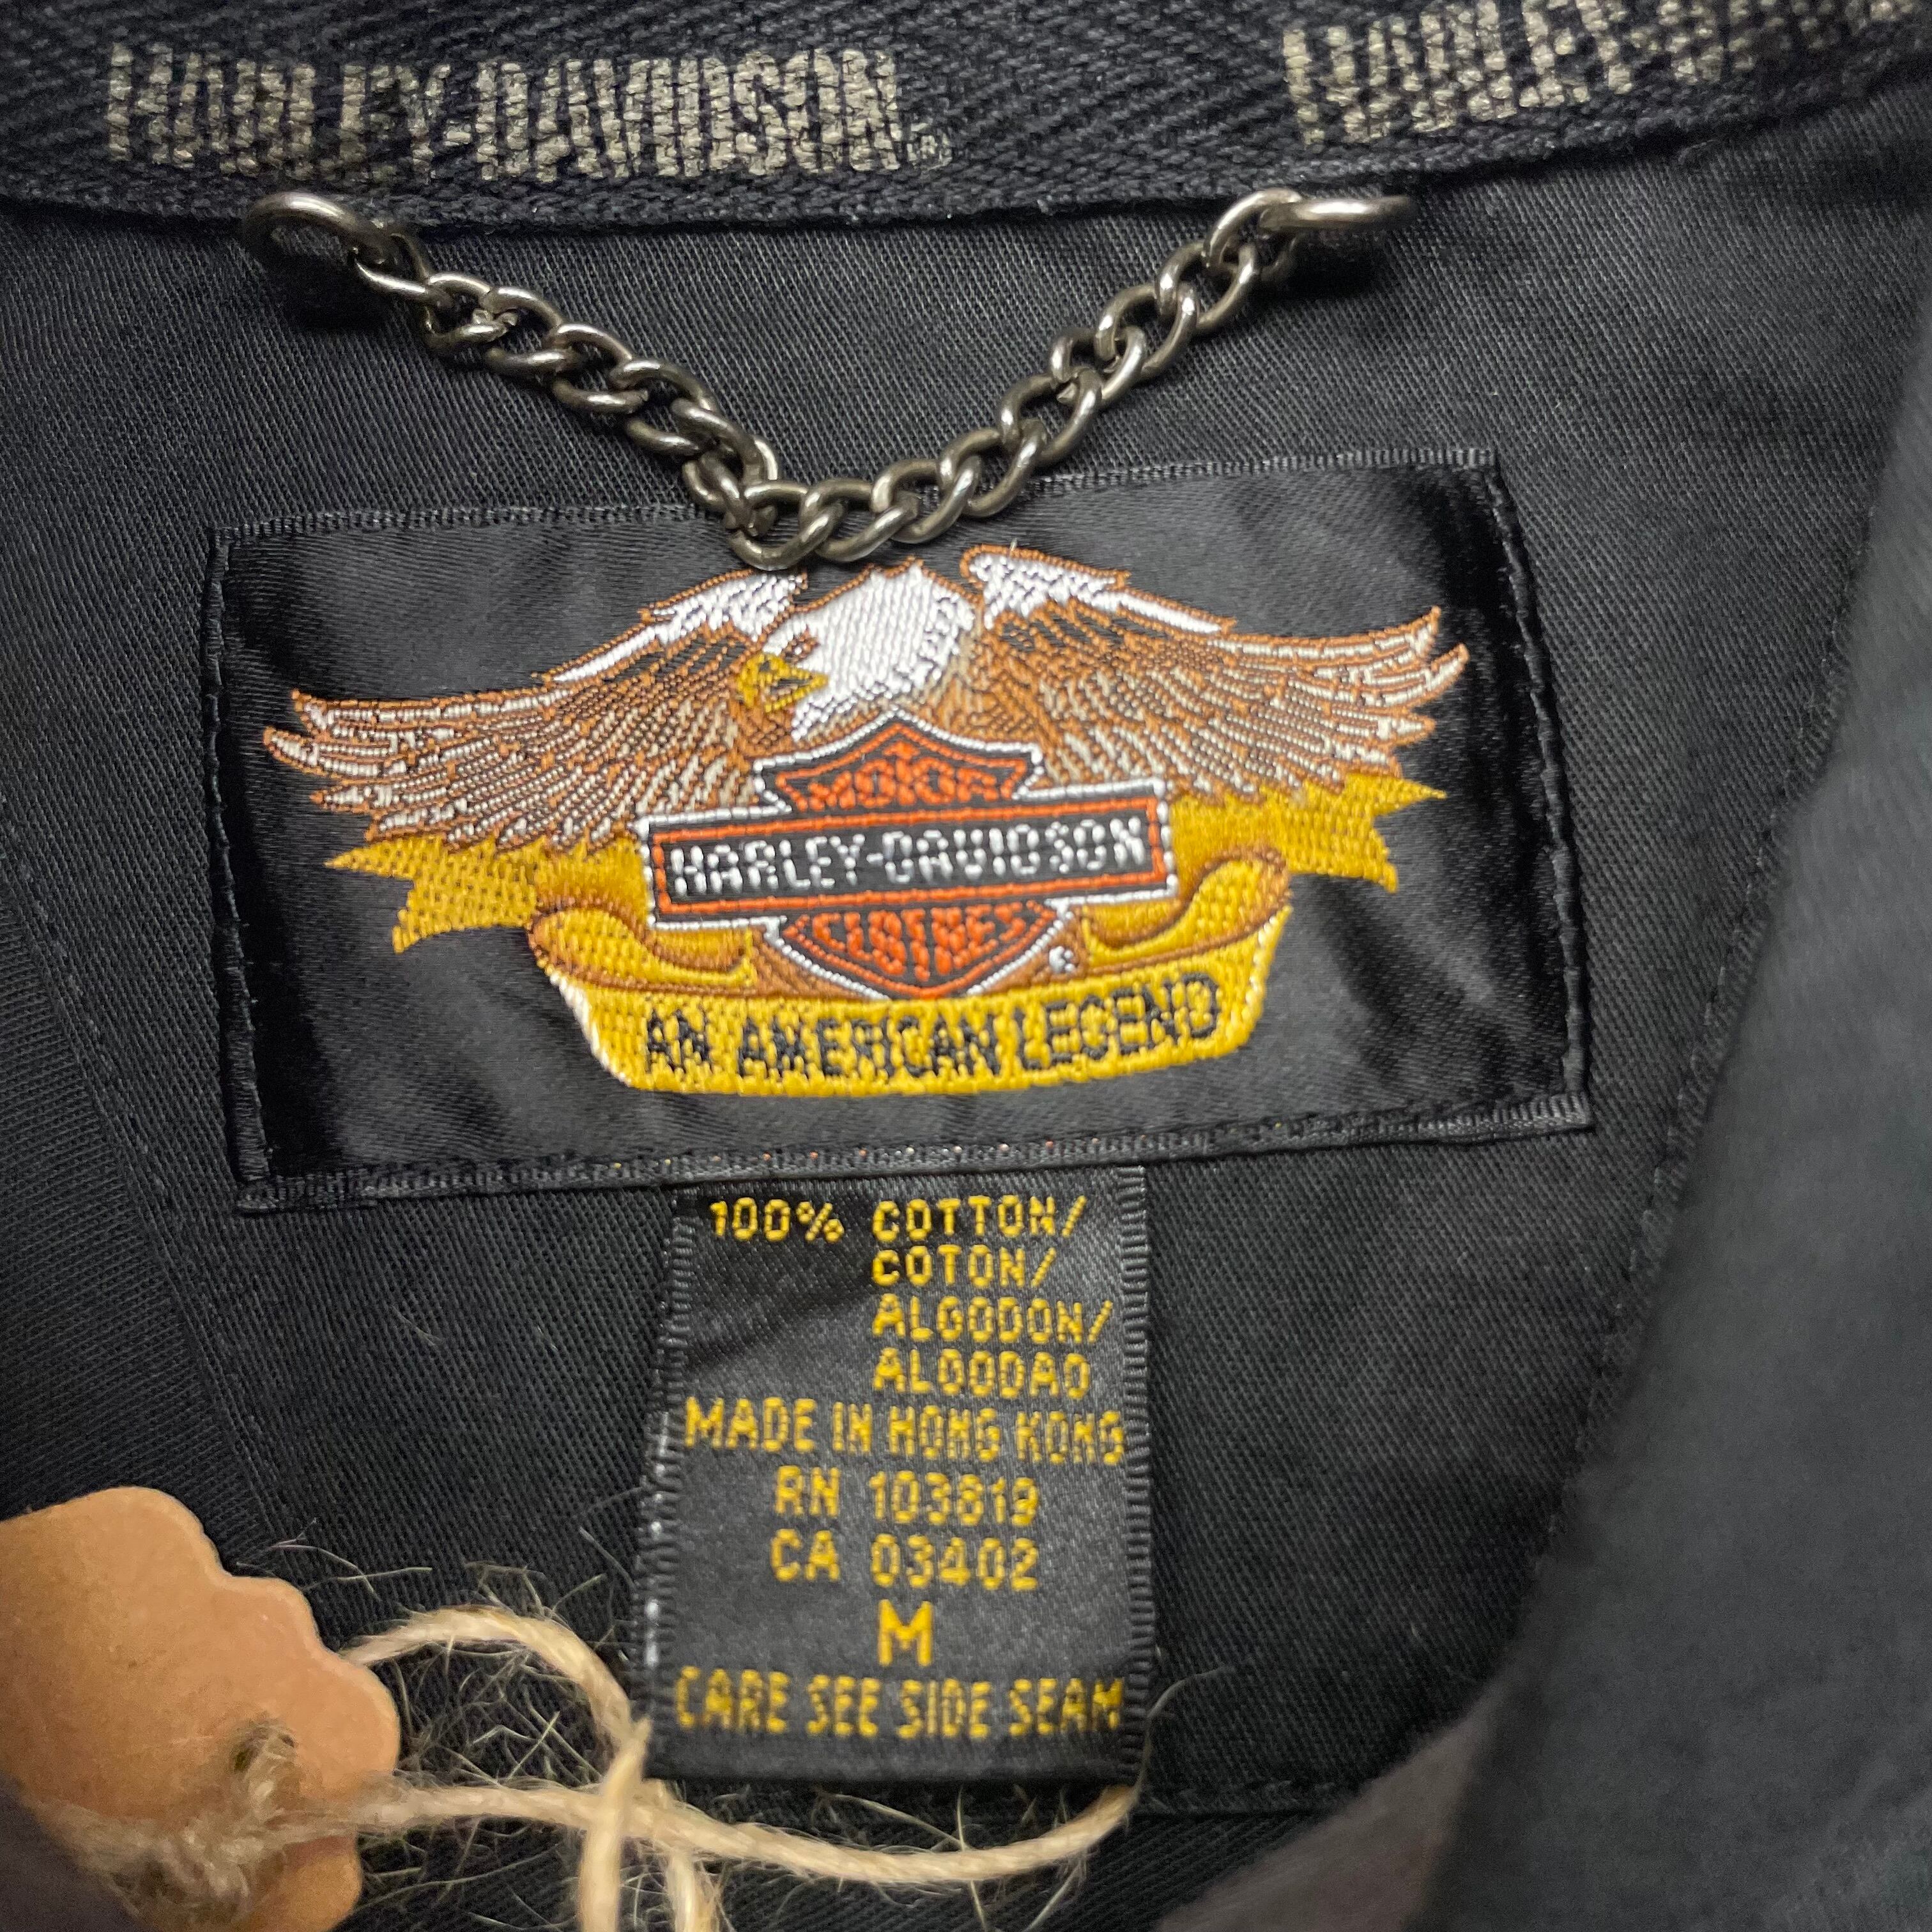 HARLEY-DAVIDSON HARLEY-D
MOTOR
HARLEY-DAVIDSON
CLOTHES
®
AN AMERICAN LEGEND
100% COTTON/
COTON/
ALGODON/
ALGODAO
MADE IN HONG KONG
RN 103819
CA 03402
M
CARE SEE SIDE SEAM